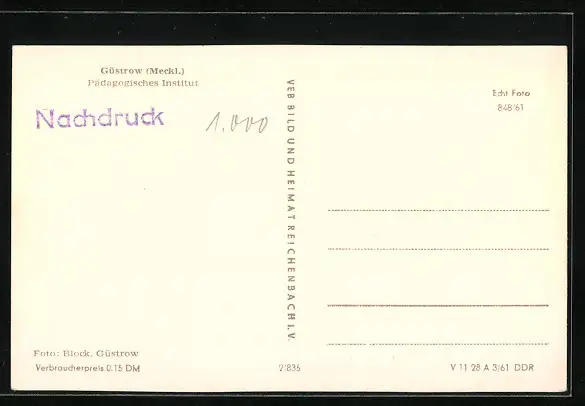 Güstrow (Meckl.)
Pädagogisches Institut
Nachdruck
1.000
VEB BILD UND HEIMAT REICHENBACH I. V.
Echt Foto
848/61
Foto: Block, Güstrow
Verbraucherpreis 0.15 DM
2/836
V 11 28 A 3/61 DDR